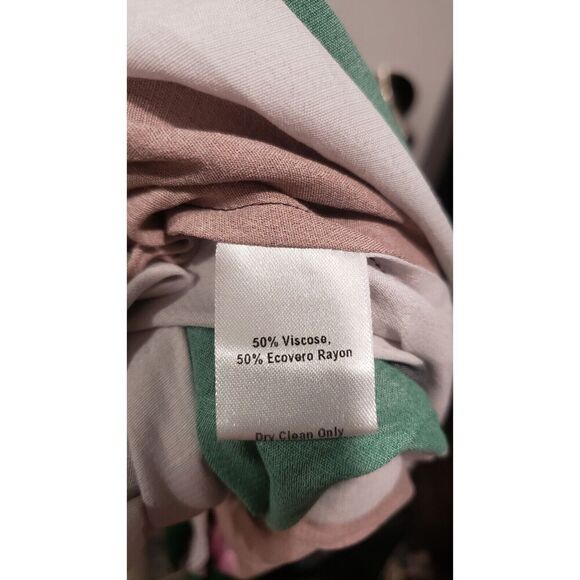 50% Viscose,
50% Ecovero Rayon
Dry Clean Only